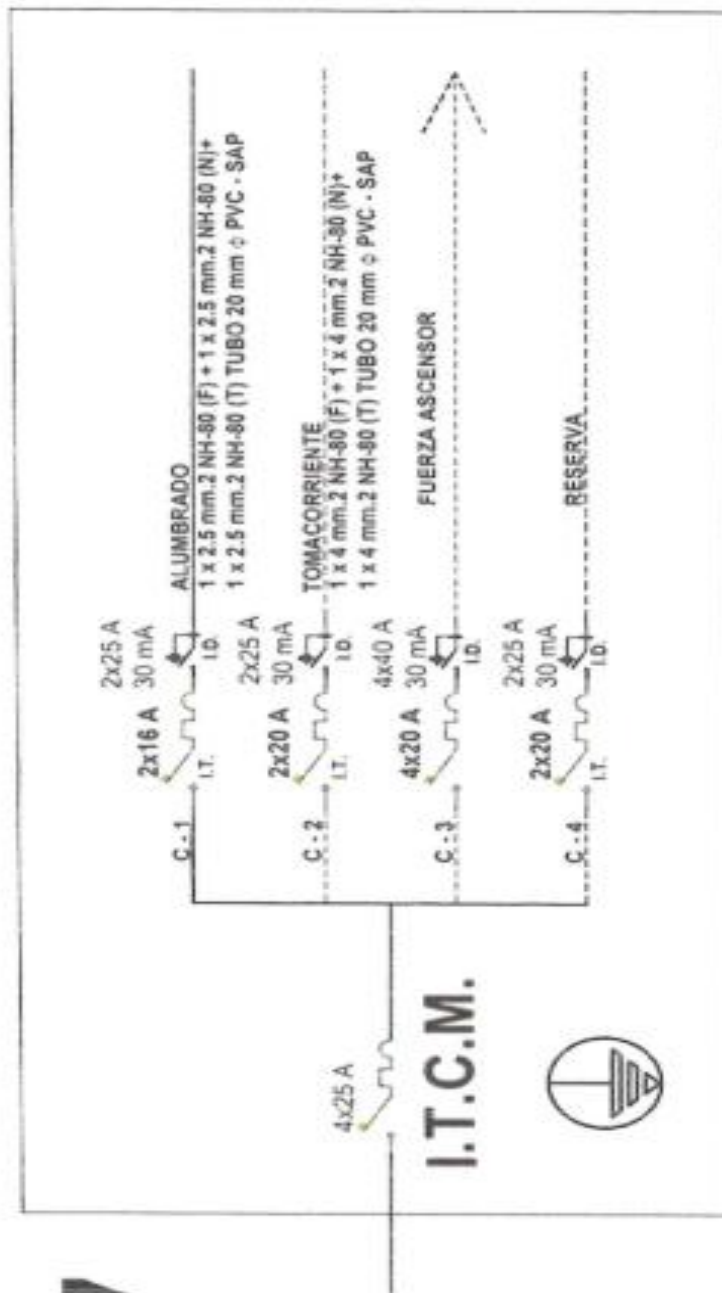 4x25 A
I.T.C.M.
C - 1
2x16 A
I.T.
2x25 A
30 mA
I.D.
ALUMBRADO
1 x 2.5 mm.2 NH-80 (F) + 1 x 2.5 mm.2 NH-80 (N)+
1 x 2.5 mm.2 NH-80 (T) TUBO 20 mm ϕ PVC - SAP
C - 2
2x20 A
I.T.
2x25 A
30 mA
I.D.
TOMACORRIENTE
1 x 4 mm.2 NH-80 (F) + 1 x 4 mm.2 NH-80 (N)+
1 x 4 mm.2 NH-80 (T) TUBO 20 mm ϕ PVC - SAP
C - 3
4x20 A
4x40 A
30 mA
I.D.
FUERZA ASCENSOR
C - 4
2x20 A
I.T.
2x25 A
30 mA
I.D.
RESERVA